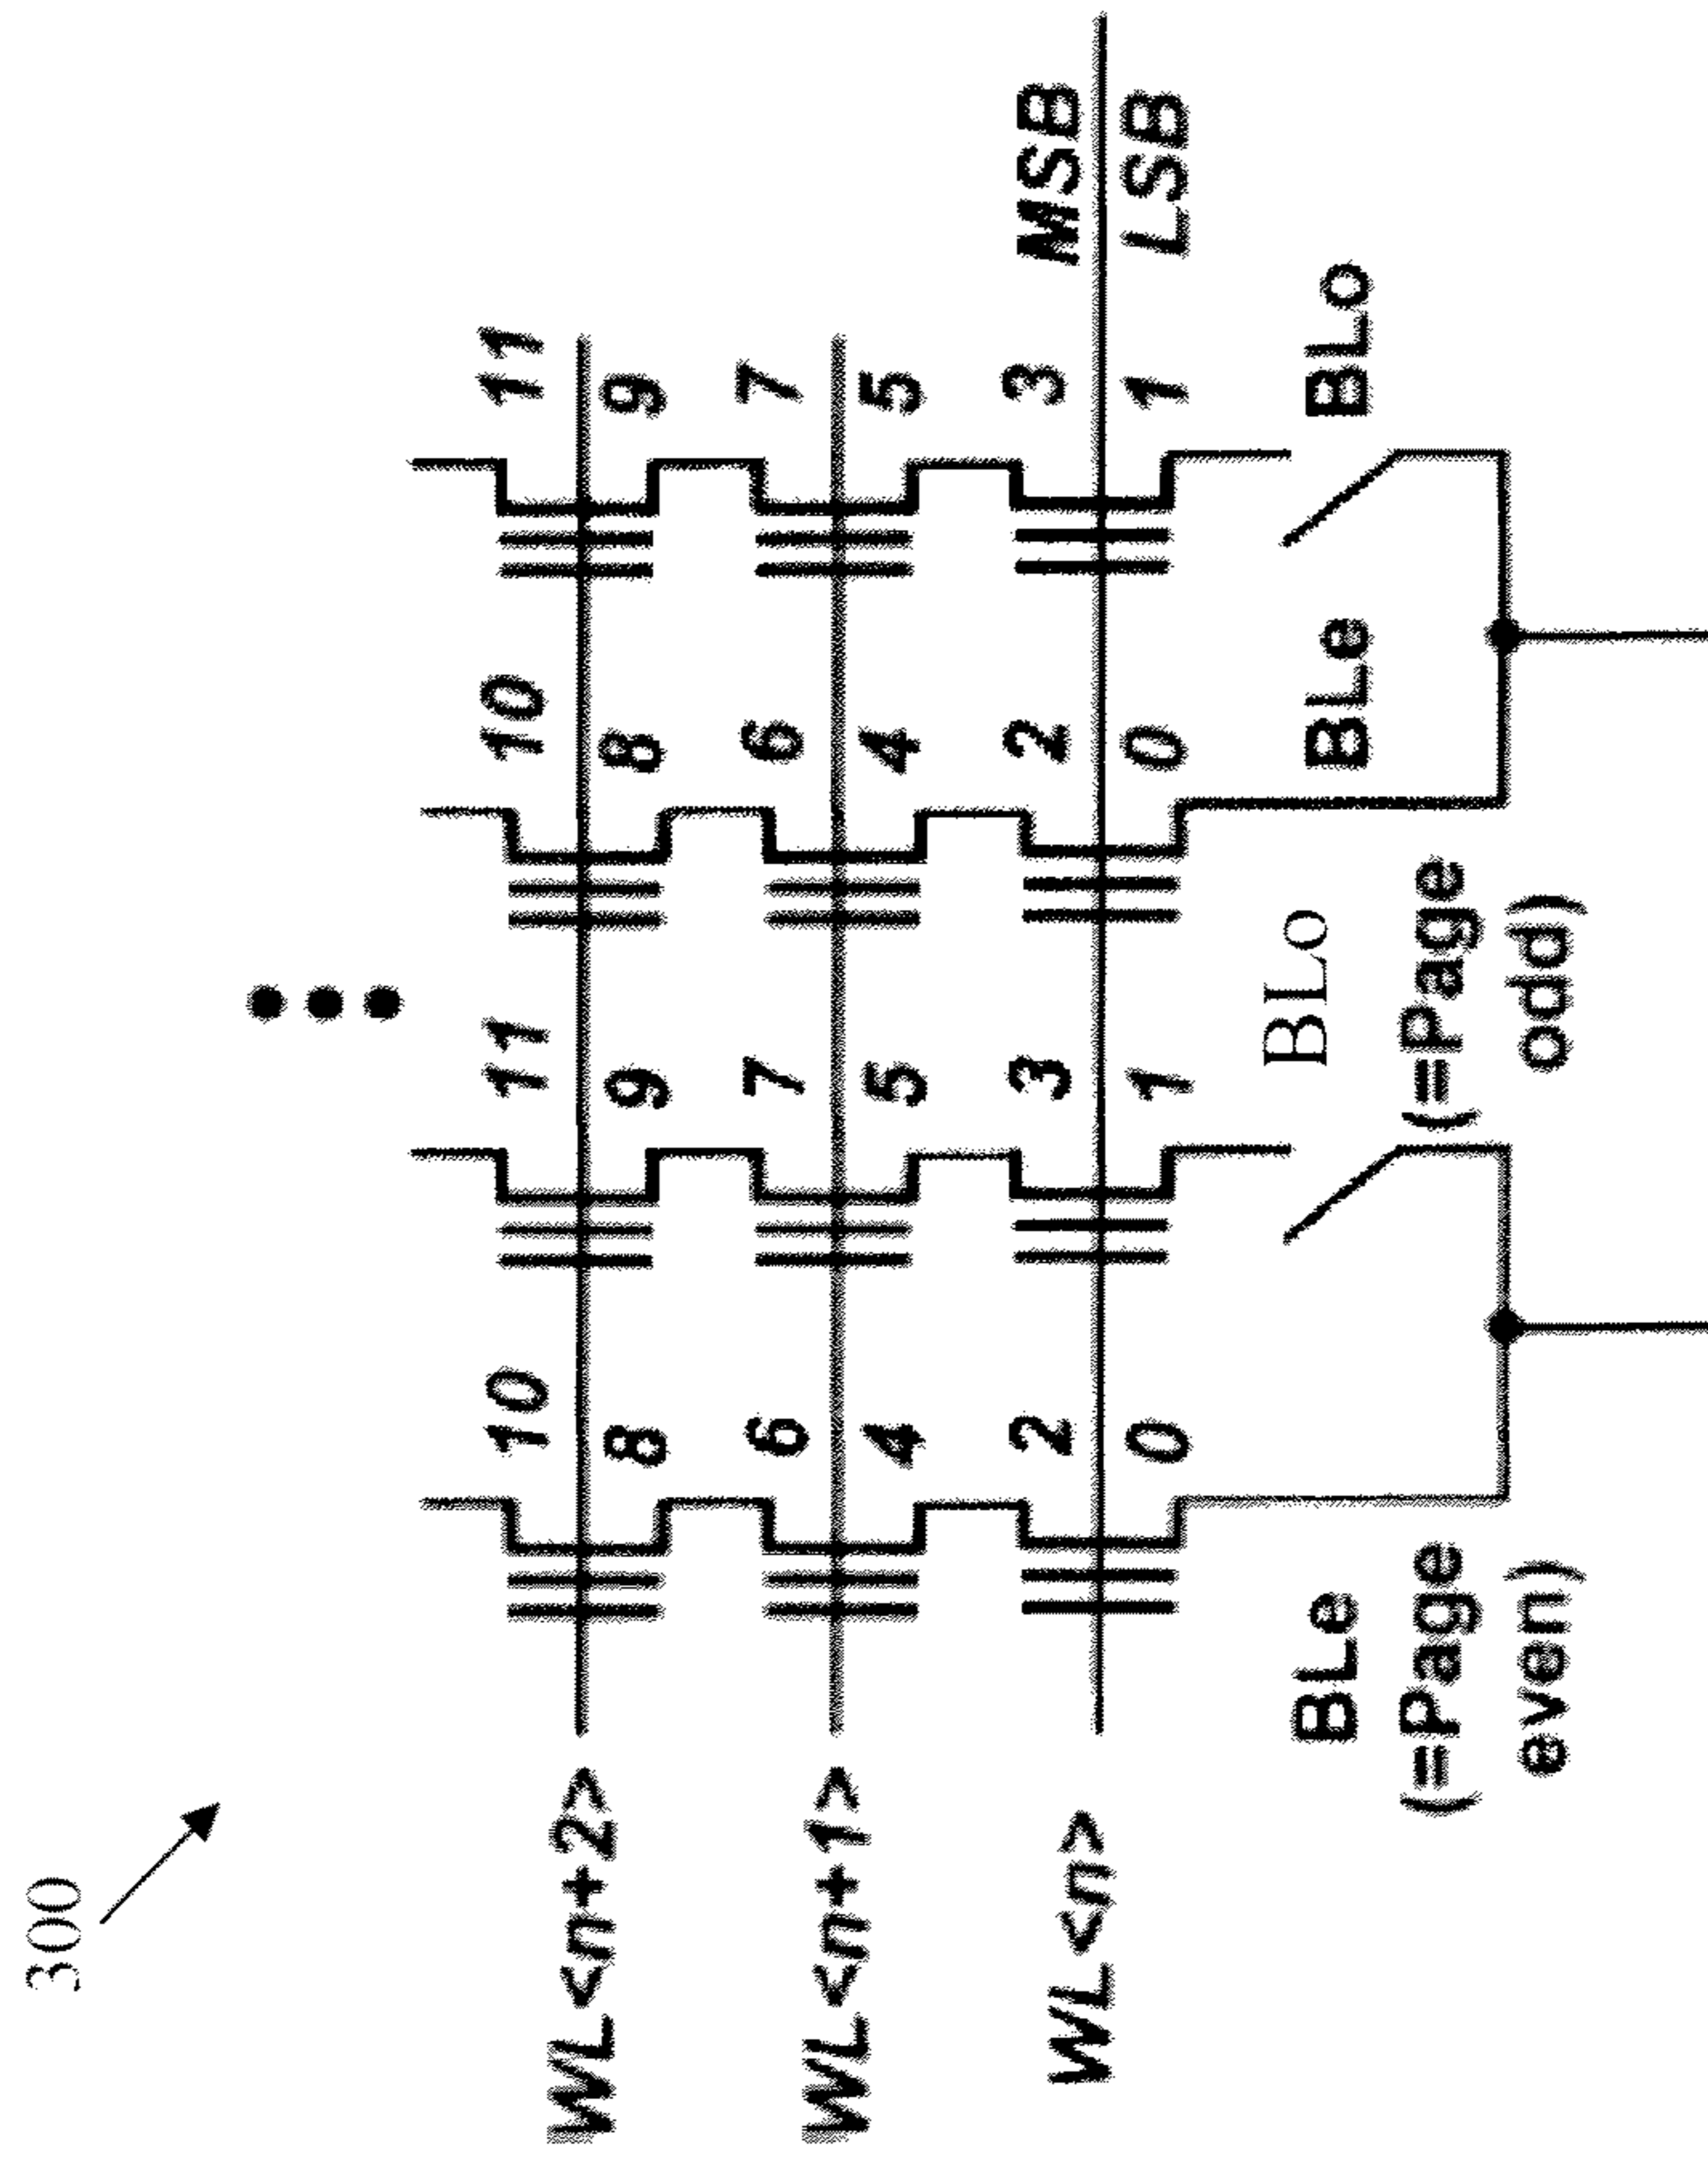 300
10 11 10 11
WL<n+2>
8 9 8 9
6 7 6 7
WL<n+1>
4 5 4 5
2 3 2 3 MSB
WL<n>
0 1 0 1 LSB
BLe BLo BLe BLo
(=Page (=Page
even) odd)